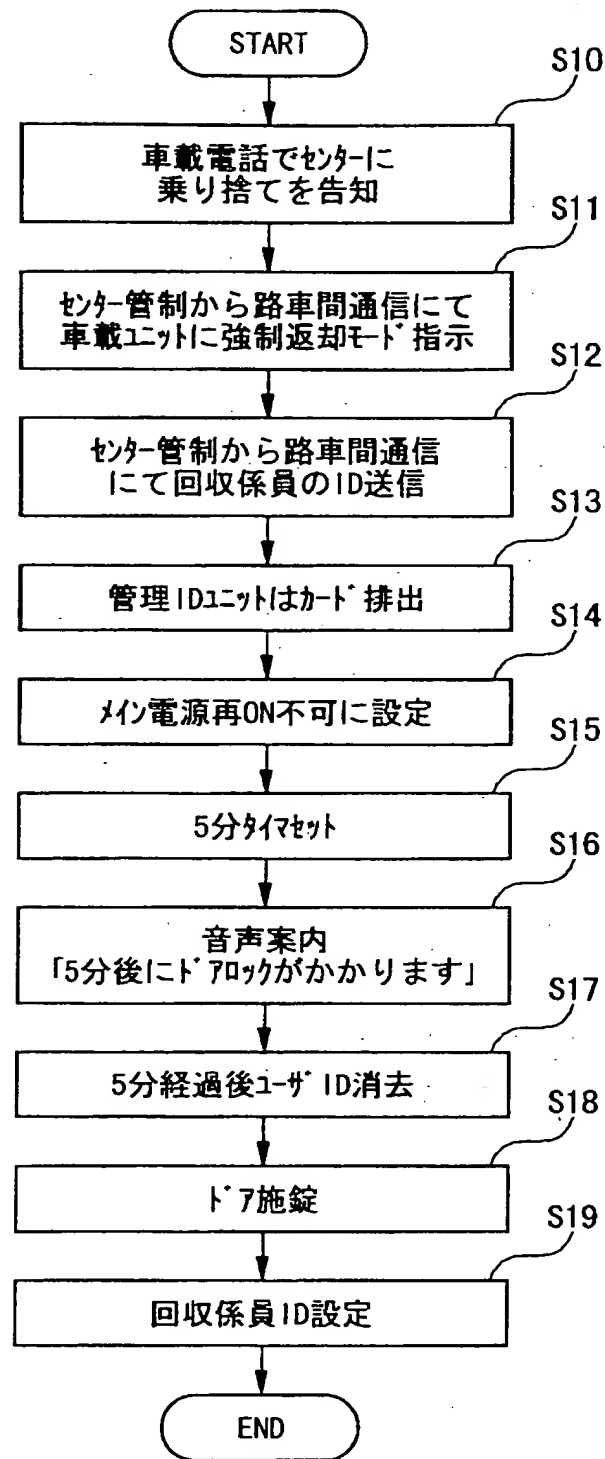 START
S10
車載電話でｾﾝﾀｰに
乗り捨てを告知
S11
ｾﾝﾀｰ管制から路車間通信にて
車載ﾕﾆｯﾄに強制返却ﾓｰﾄﾞ指示
S12
ｾﾝﾀｰ管制から路車間通信
にて回収係員のID送信
S13
管理IDﾕﾆｯﾄはｶｰﾄﾞ排出
S14
ﾒｲﾝ電源再ON不可に設定
S15
5分ﾀｲﾏｾｯﾄ
S16
音声案内
「5分後にﾄﾞｱﾛｯｸがかかります」
S17
5分経過後ﾕｰｻﾞID消去
S18
ﾄﾞｱ施錠
S19
回収係員ID設定
END